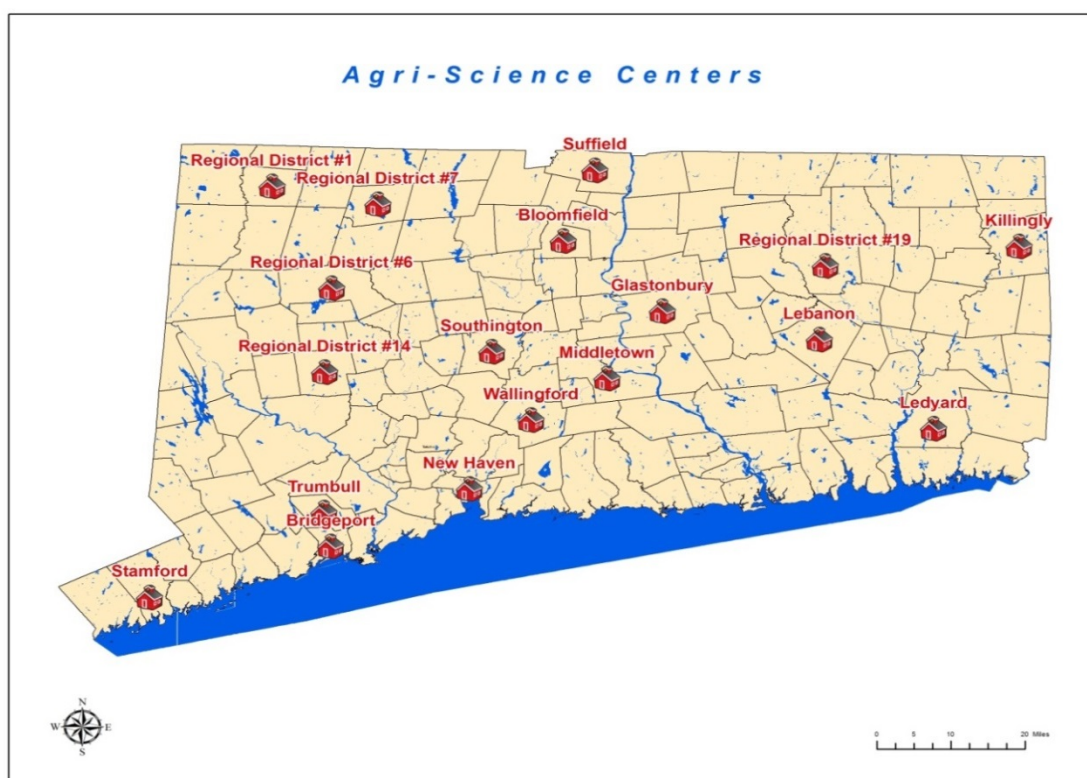 Agri-Science Centers
Suffield
Regional District #1
Regional District #7
Bloomfield
Killingly
Regional District #19
Regional District #6
Glastonbury
Lebanon
Southington
Regional District #14
Middletown
Wallingford
Ledyard
New Haven
Trumbull
Bridgeport
Stamford
N
W E
S
0 5 10 20 Miles